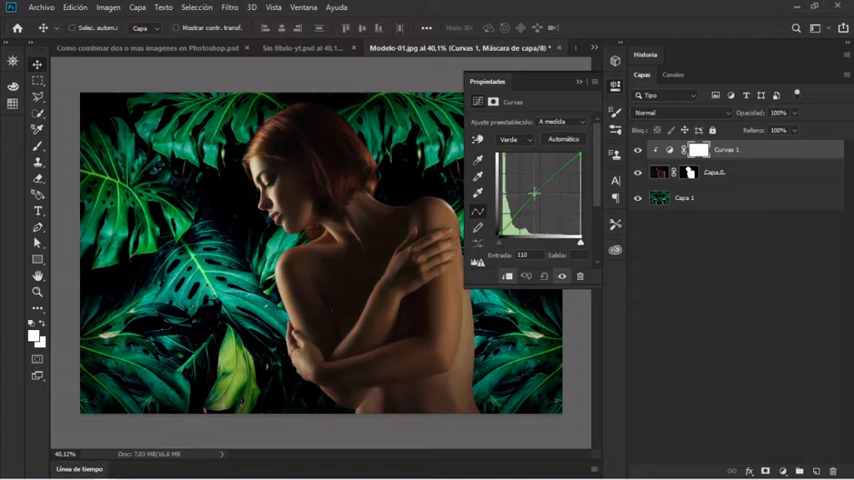 Ps Archivo Edición Imagen Capa Texto Selección Filtro 3D Vista Ventana Ayuda
Selec. autom.: Capa Mostrar contr. transf. Modo 3D:
Como combinar dos o mas imagenes en Photoshop.psd × Sin título-yt.psd al 40,1... × Modelo-01.jpg al 40,1% (Curvas 1, Máscara de capa/8) * ×
Historia
Capas Canales
Propiedades
Curvas
Ajuste preestablecido: A medida
Verde Automático
Entrada: 110 Salida:
Tipo
Normal Opacidad: 100%
Bloq.: Relleno: 100%
Curvas 1
Capa 0
Capa 1
40,12% Doc: 7.03 MB/16.8 MB
Línea de tiempo